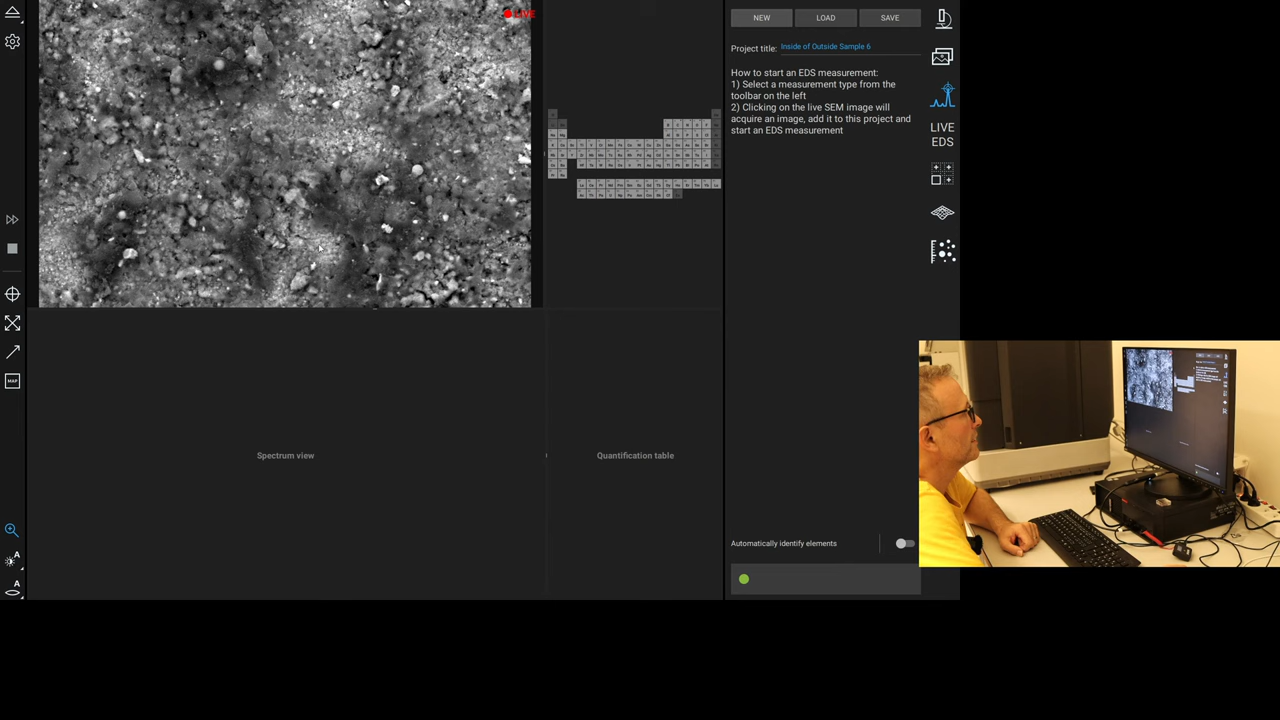 LIVE
NEW LOAD SAVE
Project title: Inside of Outside Sample 6
How to start an EDS measurement:
1) Select a measurement type from the
toolbar on the left
2) Clicking on the live SEM image will
acquire an image, add it to this project and
start an EDS measurement
LIVE
EDS
MAP
Spectrum view
Quantification table
Automatically identify elements
A
A